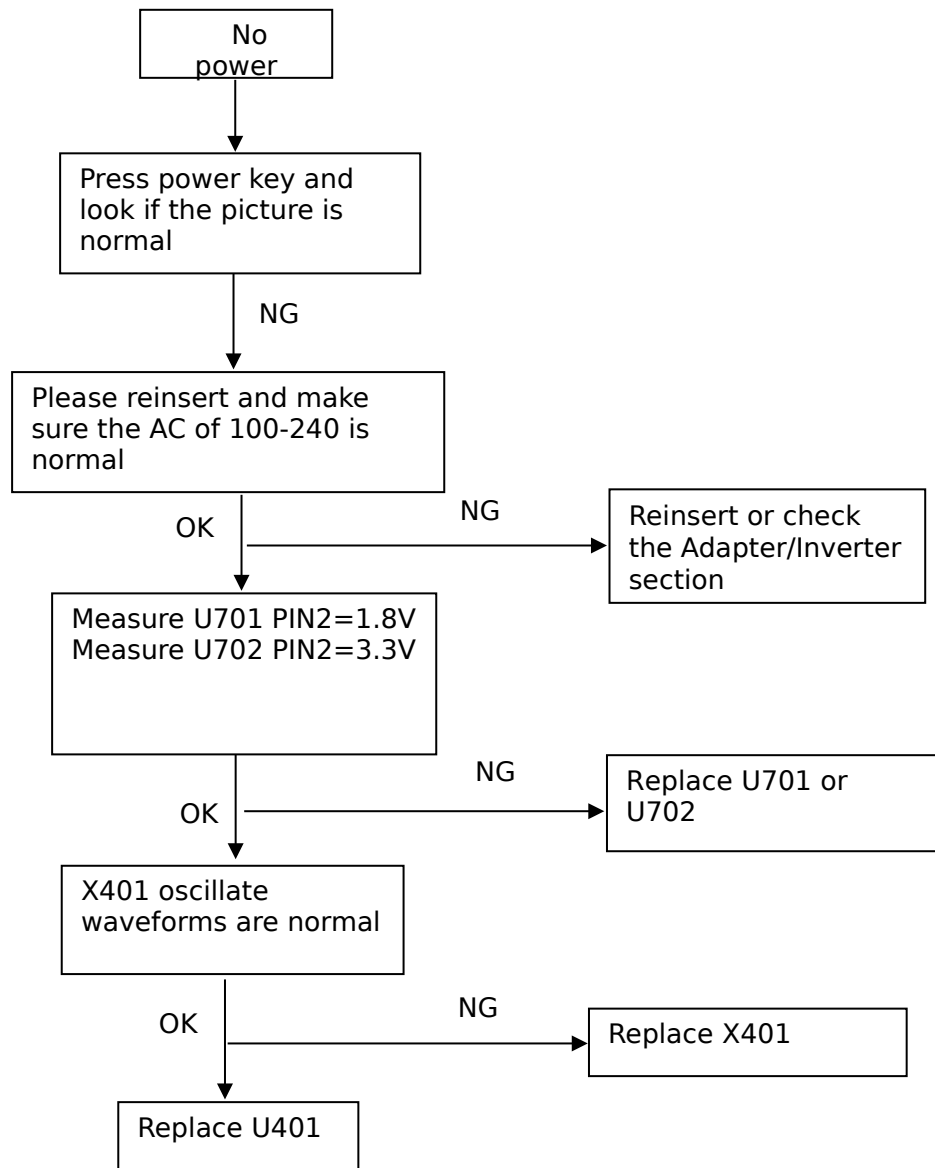 No
power
Press power key and
look if the picture is
normal
NG
Please reinsert and make
sure the AC of 100-240 is
normal
OK
NG
Reinsert or check
the Adapter/Inverter
section
Measure U701 PIN2=1.8V
Measure U702 PIN2=3.3V
OK
NG
Replace U701 or
U702
X401 oscillate
waveforms are normal
OK
NG
Replace X401
Replace U401